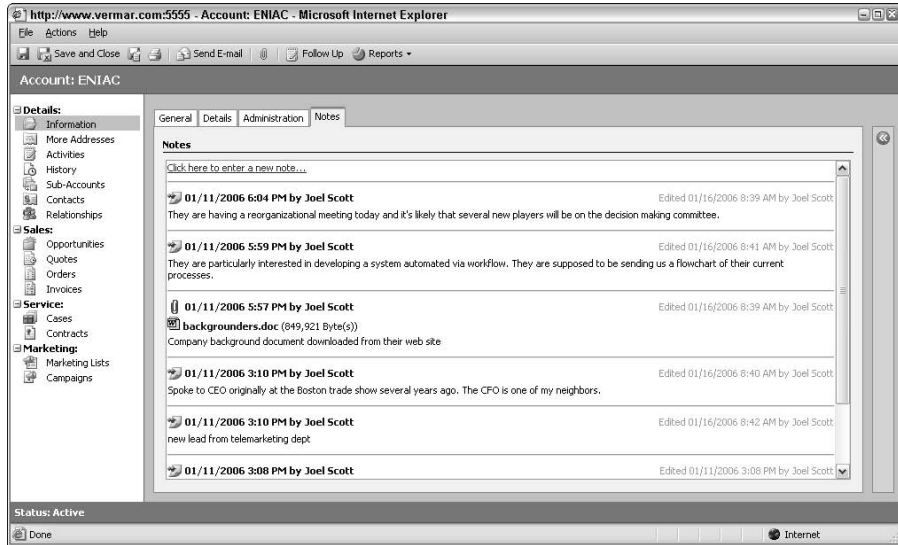 http://www.vermar.com:5555 - Account: ENIAC - Microsoft Internet Explorer
File Actions Help
Save and Close Send E-mail Follow Up Reports
Account: ENIAC
Details:
Information
More Addresses
Activities
History
Sub-Accounts
Contacts
Relationships
Sales:
Opportunities
Quotes
Orders
Invoices
Service:
Cases
Contracts
Marketing:
Marketing Lists
Campaigns
General Details Administration Notes
Notes
Click here to enter a new note...
01/11/2006 6:04 PM by Joel Scott Edited 01/16/2006 8:39 AM by Joel Scott
They are having a reorganizational meeting today and it's likely that several new players will be on the decision making committee.
01/11/2006 5:59 PM by Joel Scott Edited 01/16/2006 8:41 AM by Joel Scott
They are particularly interested in developing a system automated via workflow. They are supposed to be sending us a flowchart of their current
processes.
01/11/2006 5:57 PM by Joel Scott Edited 01/16/2006 8:39 AM by Joel Scott
backgrounders.doc (849,921 Byte(s))
Company background document downloaded from their web site
01/11/2006 3:10 PM by Joel Scott Edited 01/16/2006 8:40 AM by Joel Scott
Spoke to CEO originally at the Boston trade show several years ago. The CFO is one of my neighbors.
01/11/2006 3:10 PM by Joel Scott Edited 01/16/2006 8:42 AM by Joel Scott
new lead from telemarketing dept
01/11/2006 3:08 PM by Joel Scott Edited 01/11/2006 3:08 PM by Joel Scott
Status: Active
Done Internet